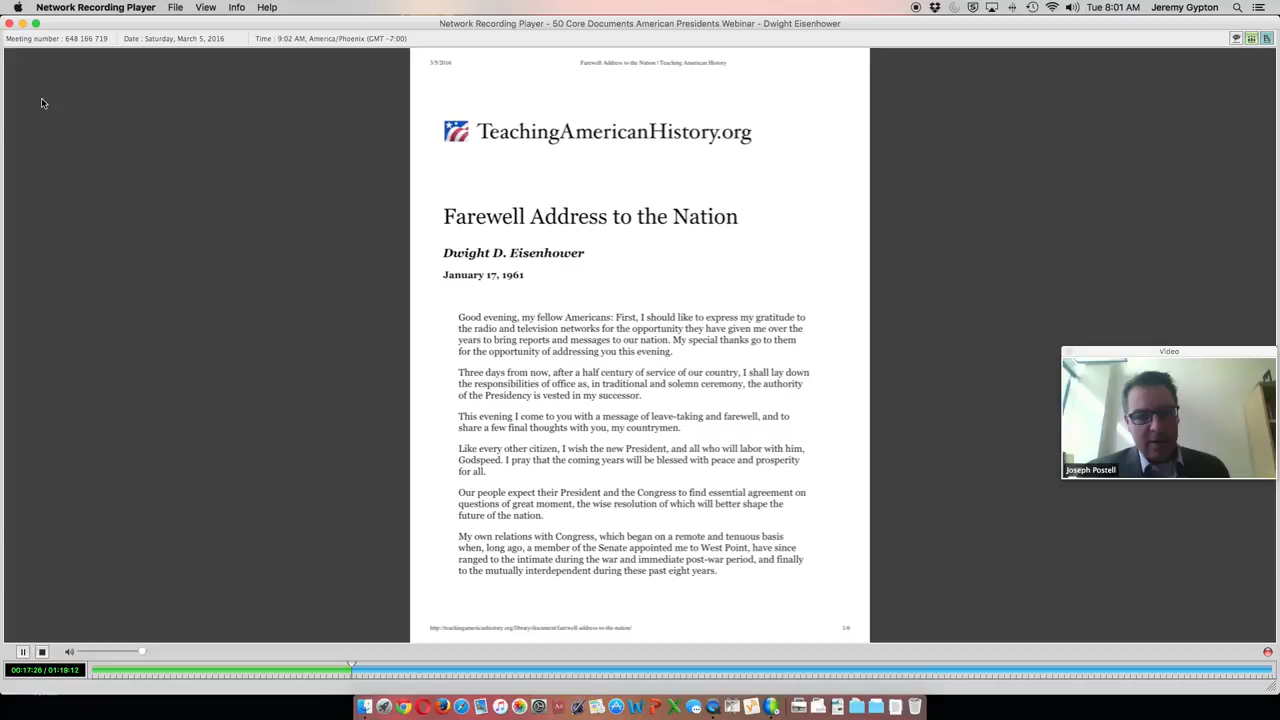 Network Recording Player File View Info Help Tue 8:01 AM Jeremy Gypton
Network Recording Player - 50 Core Documents American Presidents Webinar - Dwight Eisenhower
Meeting number : 648 166 719 Date : Saturday, March 5, 2016 Time : 9:02 AM, America/Phoenix (GMT -7:00)
3/5/2016 Farewell Address to the Nation | Teaching American History
TeachingAmericanHistory.org
Farewell Address to the Nation
Dwight D. Eisenhower
January 17, 1961
Good evening, my fellow Americans: First, I should like to express my gratitude to
the radio and television networks for the opportunity they have given me over the
years to bring reports and messages to our nation. My special thanks go to them
for the opportunity of addressing you this evening.
Three days from now, after a half century of service of our country, I shall lay down
the responsibilities of office as, in traditional and solemn ceremony, the authority
of the Presidency is vested in my successor.
This evening I come to you with a message of leave-taking and farewell, and to
share a few final thoughts with you, my countrymen.
Like every other citizen, I wish the new President, and all who will labor with him,
Godspeed. I pray that the coming years will be blessed with peace and prosperity
for all.
Our people expect their President and the Congress to find essential agreement on
questions of great moment, the wise resolution of which will better shape the
future of the nation.
My own relations with Congress, which began on a remote and tenuous basis
when, long ago, a member of the Senate appointed me to West Point, have since
ranged to the intimate during the war and immediate post-war period, and finally
to the mutually interdependent during these past eight years.
http://teachingamericanhistory.org/library/document/farewell-address-to-the-nation/ 1/6
Video
Joseph Postell
00:17:26 / 01:19:12